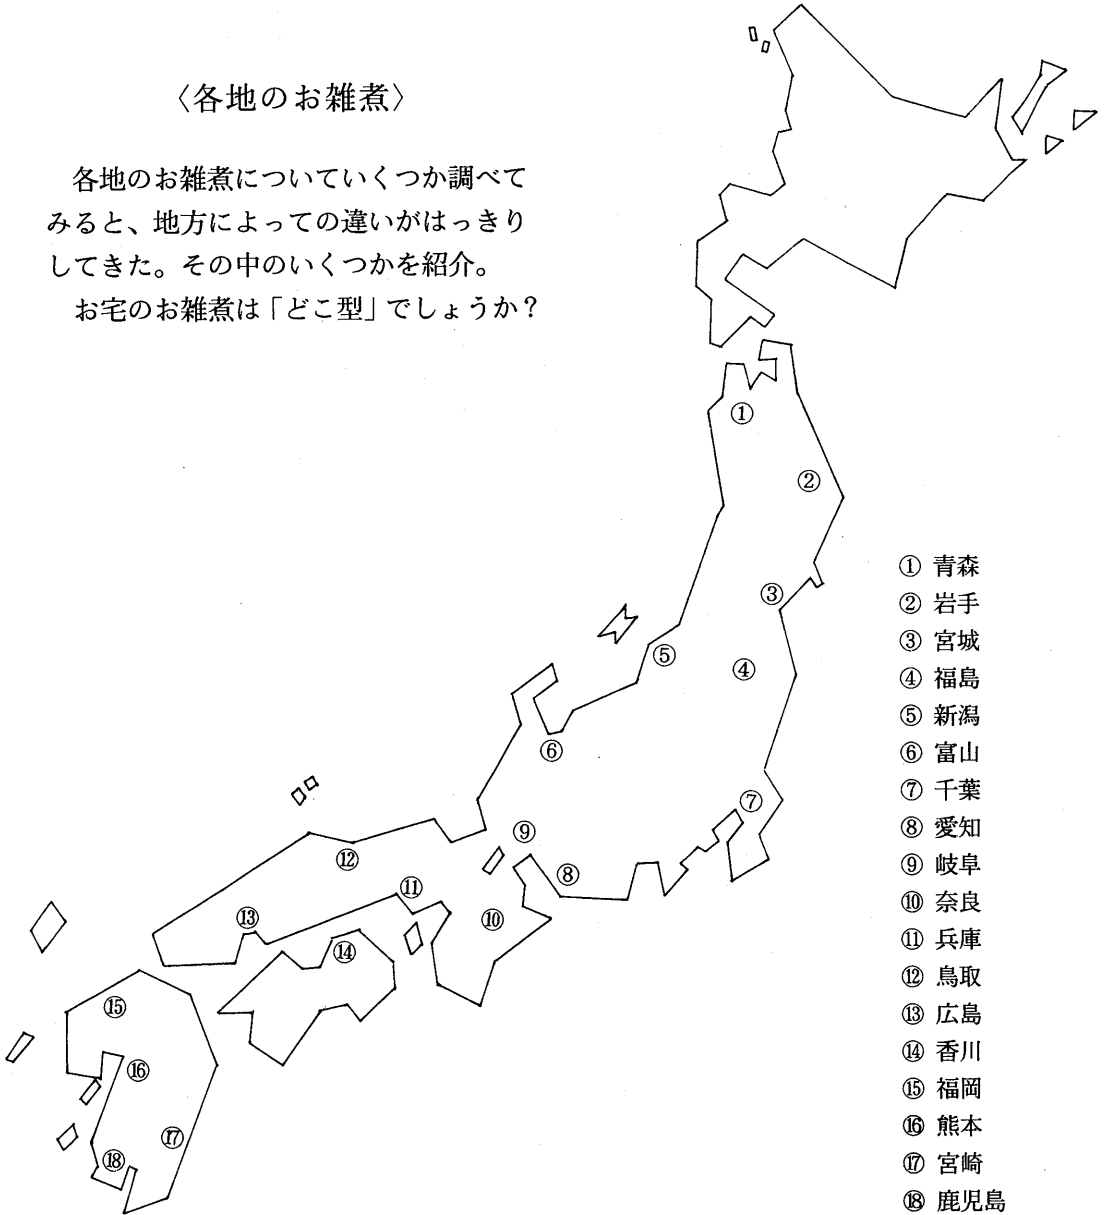 〈各地のお雑煮〉
各地のお雑煮についていくつか調べて
みると、地方によっての違いがはっきり
してきた。その中のいくつかを紹介。
お宅のお雑煮は「どこ型」でしょうか？
①
②
③
⑤
④
⑥
⑦
⑨
⑫
⑧
⑪
⑬
⑩
⑭
⑮
⑯
⑰
⑱
① 青森
② 岩手
③ 宮城
④ 福島
⑤ 新潟
⑥ 富山
⑦ 千葉
⑧ 愛知
⑨ 岐阜
⑩ 奈良
⑪ 兵庫
⑫ 鳥取
⑬ 広島
⑭ 香川
⑮ 福岡
⑯ 熊本
⑰ 宮崎
⑱ 鹿児島